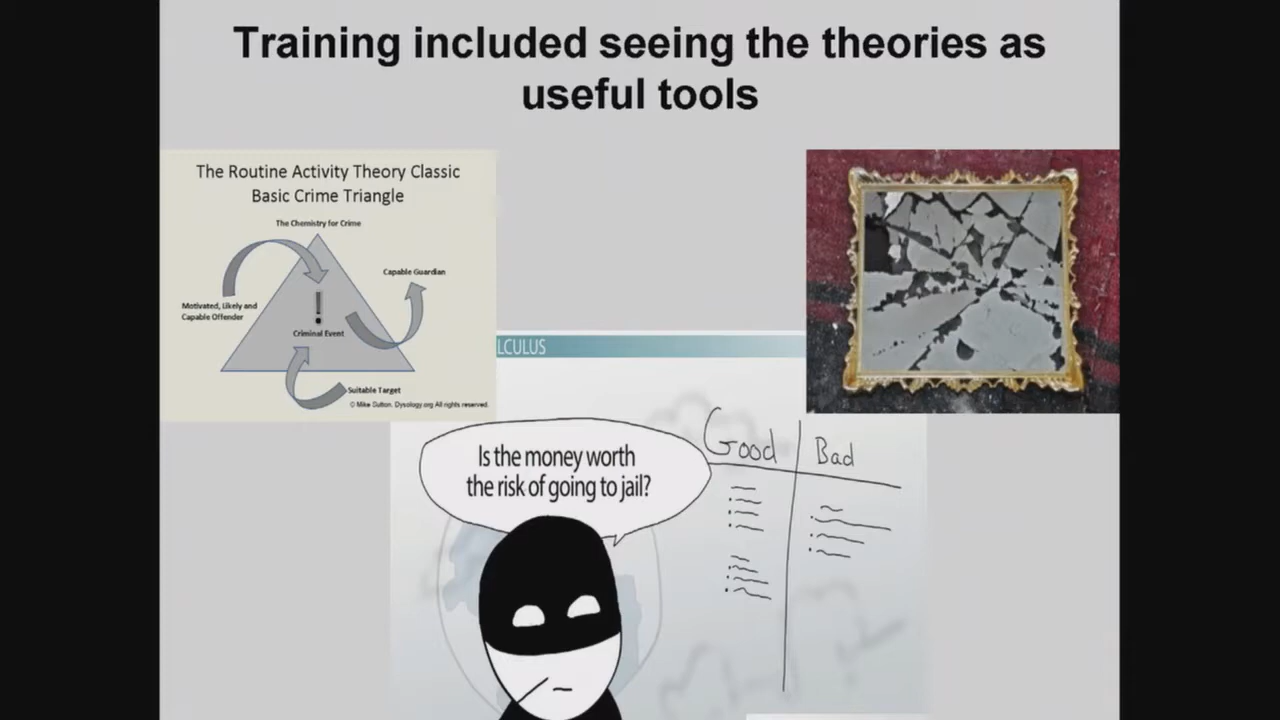 Training included seeing the theories as
useful tools
The Routine Activity Theory Classic
Basic Crime Triangle
The Chemistry for Crime
Capable Guardian
Motivated, Likely and
Capable Offender
!
Criminal Event
Suitable Target
© Mike Sutton. Dysology.org All rights reserved.
LCULUS
Good
Bad
Is the money worth
the risk of going to jail?